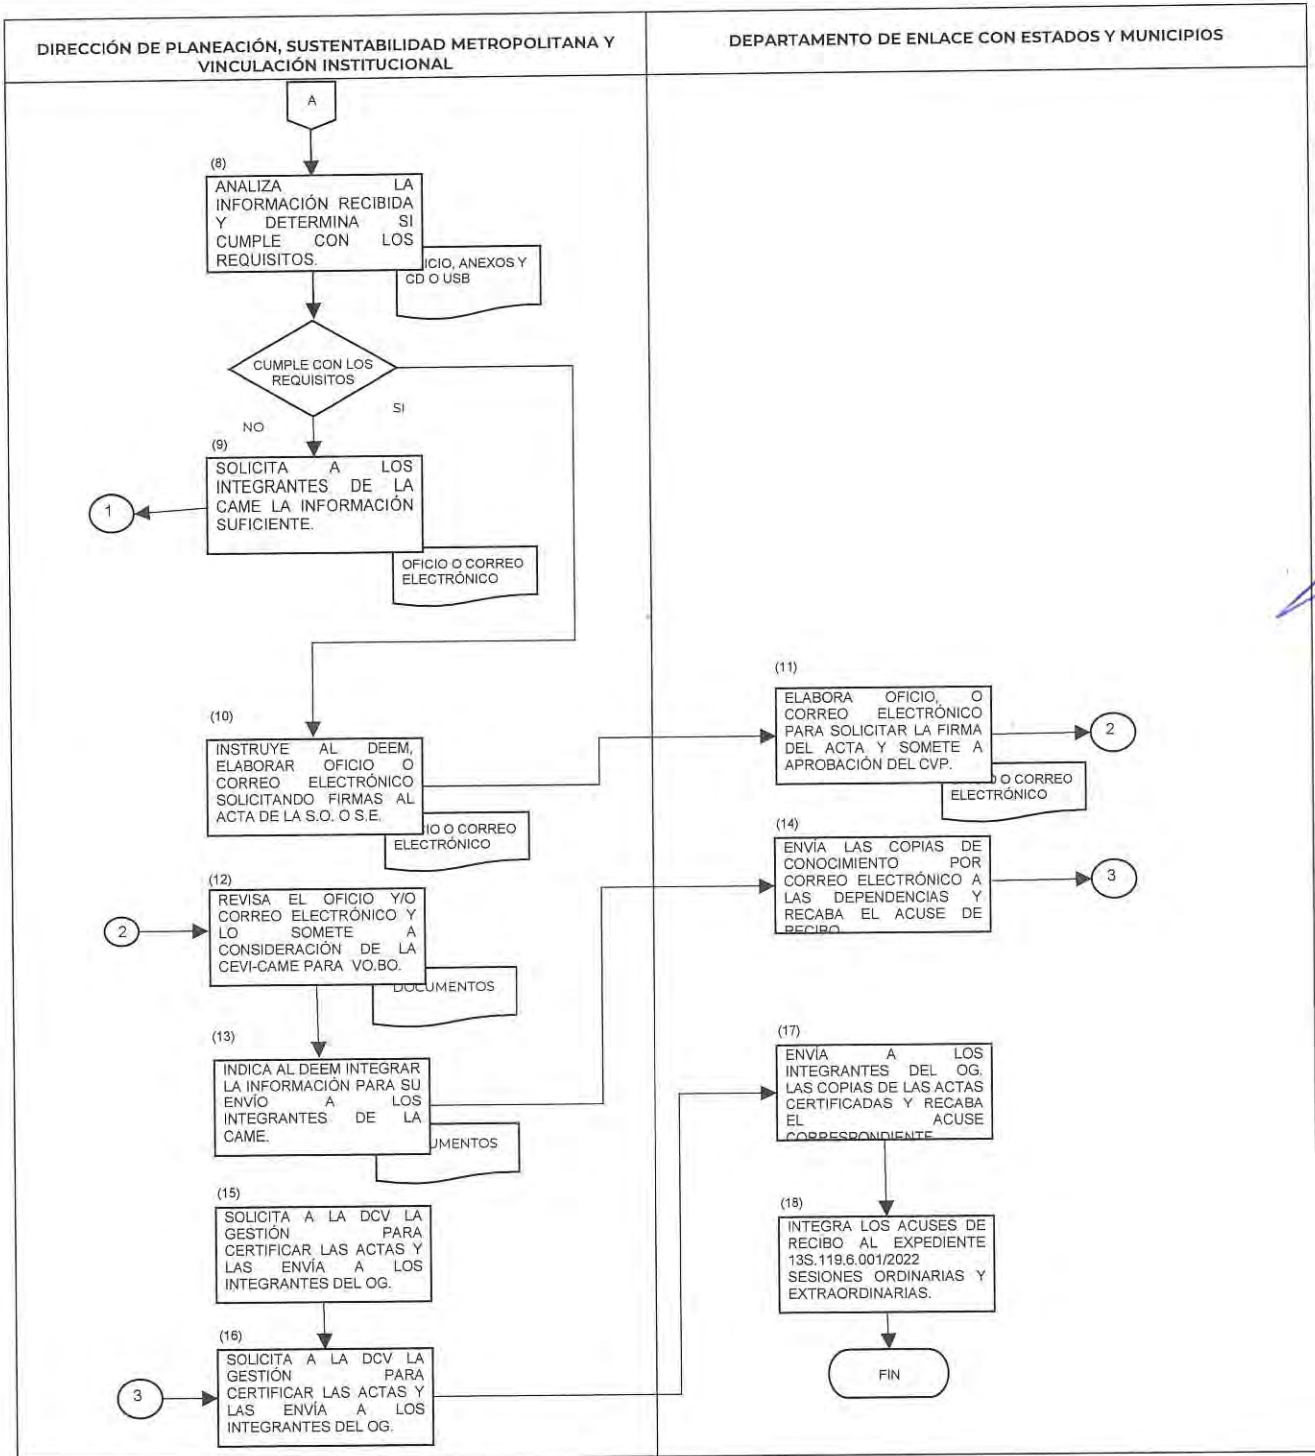 DIRECCIÓN DE PLANEACIÓN, SUSTENTABILIDAD METROPOLITANA Y
VINCULACIÓN INSTITUCIONAL
DEPARTAMENTO DE ENLACE CON ESTADOS Y MUNICIPIOS
A
(8)
ANALIZA LA
INFORMACIÓN RECIBIDA
Y DETERMINA SI
CUMPLE CON LOS
REQUISITOS.
ICIO, ANEXOS Y
CD O USB
CUMPLE CON LOS
REQUISITOS
SI
NO
(9)
SOLICITA A LOS
INTEGRANTES DE LA
CAME LA INFORMACIÓN
SUFICIENTE.
1
OFICIO O CORREO
ELECTRÓNICO
(10)
INSTRUYE AL DEEM,
ELABORAR OFICIO O
CORREO ELECTRÓNICO
SOLICITANDO FIRMAS AL
ACTA DE LA S.O. O S.E.
IO O CORREO
ELECTRÓNICO
(11)
ELABORA OFICIO, O
CORREO ELECTRÓNICO
PARA SOLICITAR LA FIRMA
DEL ACTA Y SOMETE A
APROBACIÓN DEL CVP.
2
O O CORREO
ELECTRÓNICO
(12)
REVISA EL OFICIO Y/O
CORREO ELECTRÓNICO Y
LO SOMETE A
CONSIDERACIÓN DE LA
CEVI-CAME PARA VO.BO.
2
DOCUMENTOS
(14)
ENVÍA LAS COPIAS DE
CONOCIMIENTO POR
CORREO ELECTRÓNICO A
LAS DEPENDENCIAS Y
RECABA EL ACUSE DE
RECIBO.
3
(13)
INDICA AL DEEM INTEGRAR
LA INFORMACIÓN PARA SU
ENVÍO A LOS
INTEGRANTES DE LA
CAME.
UMENTOS
(15)
SOLICITA A LA DCV LA
GESTIÓN PARA
CERTIFICAR LAS ACTAS Y
LAS ENVÍA A LOS
INTEGRANTES DEL OG.
(16)
SOLICITA A LA DCV LA
GESTIÓN PARA
CERTIFICAR LAS ACTAS Y
LAS ENVÍA A LOS
INTEGRANTES DEL OG.
3
(17)
ENVÍA A LOS
INTEGRANTES DEL OG.
LAS COPIAS DE LAS ACTAS
CERTIFICADAS Y RECABA
EL ACUSE
CORRESPONDIENTE
(18)
INTEGRA LOS ACUSES DE
RECIBO AL EXPEDIENTE
13S.119.6.001/2022
SESIONES ORDINARIAS Y
EXTRAORDINARIAS.
FIN